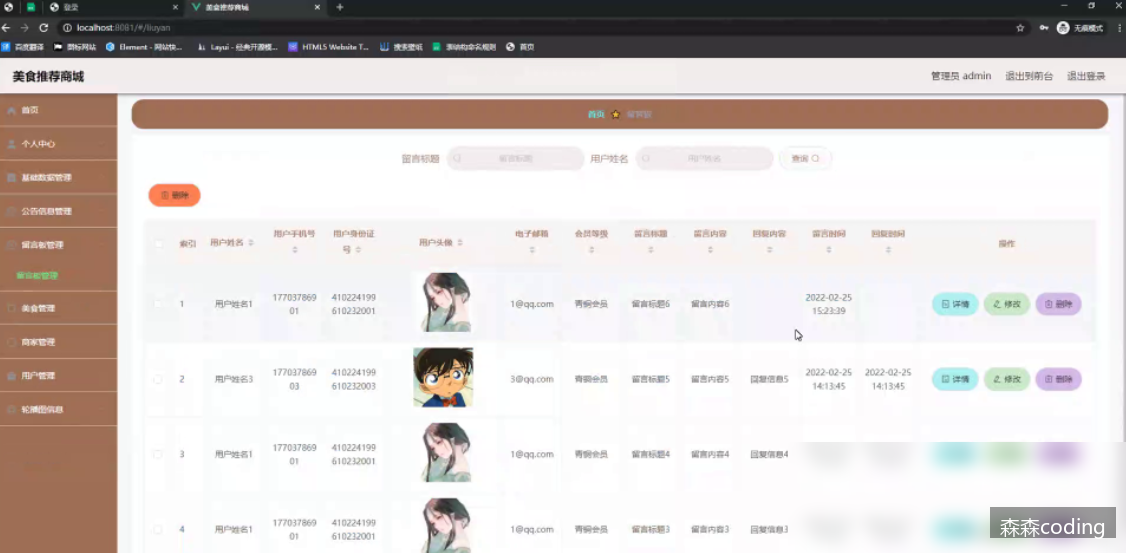 登录
美食推荐商城
localhost:8081/#/liuyan
无痕模式
百度翻译
图标网站
Element - 网站快...
Layui - 经典开源模...
HTML5 Website T...
搜索壁纸
驱动命名规则
首页
美食推荐商城
管理员 admin
退出到前台
退出登录
首页
个人中心
基础数据管理
公告信息管理
留言板管理
留言板管理
美食管理
商家管理
用户管理
轮播图信息
首页
留言板
留言标题
留言标题
用户姓名
用户姓名
查询
删除
索引 用户姓名 用户手机号 用户身份证号 用户头像 电子邮箱 会员等级 留言标题 留言内容 回复内容 留言时间 回复时间 操作
1 用户姓名1 17703786901 410224199610232001 1@qq.com 青铜会员 留言标题6 留言内容6 2022-02-25 15:23:39 详情 修改 删除
2 用户姓名3 17703786903 410224199610232003 3@qq.com 青铜会员 留言标题5 留言内容5 回复信息5 2022-02-25 14:13:45 2022-02-25 14:13:45 详情 修改 删除
3 用户姓名1 17703786901 410224199610232001 1@qq.com 青铜会员 留言标题4 留言内容4 回复信息4
4 用户姓名1 17703786901 410224199610232001 1@qq.com 青铜会员 留言标题3 留言内容3 回复信息3
森森coding